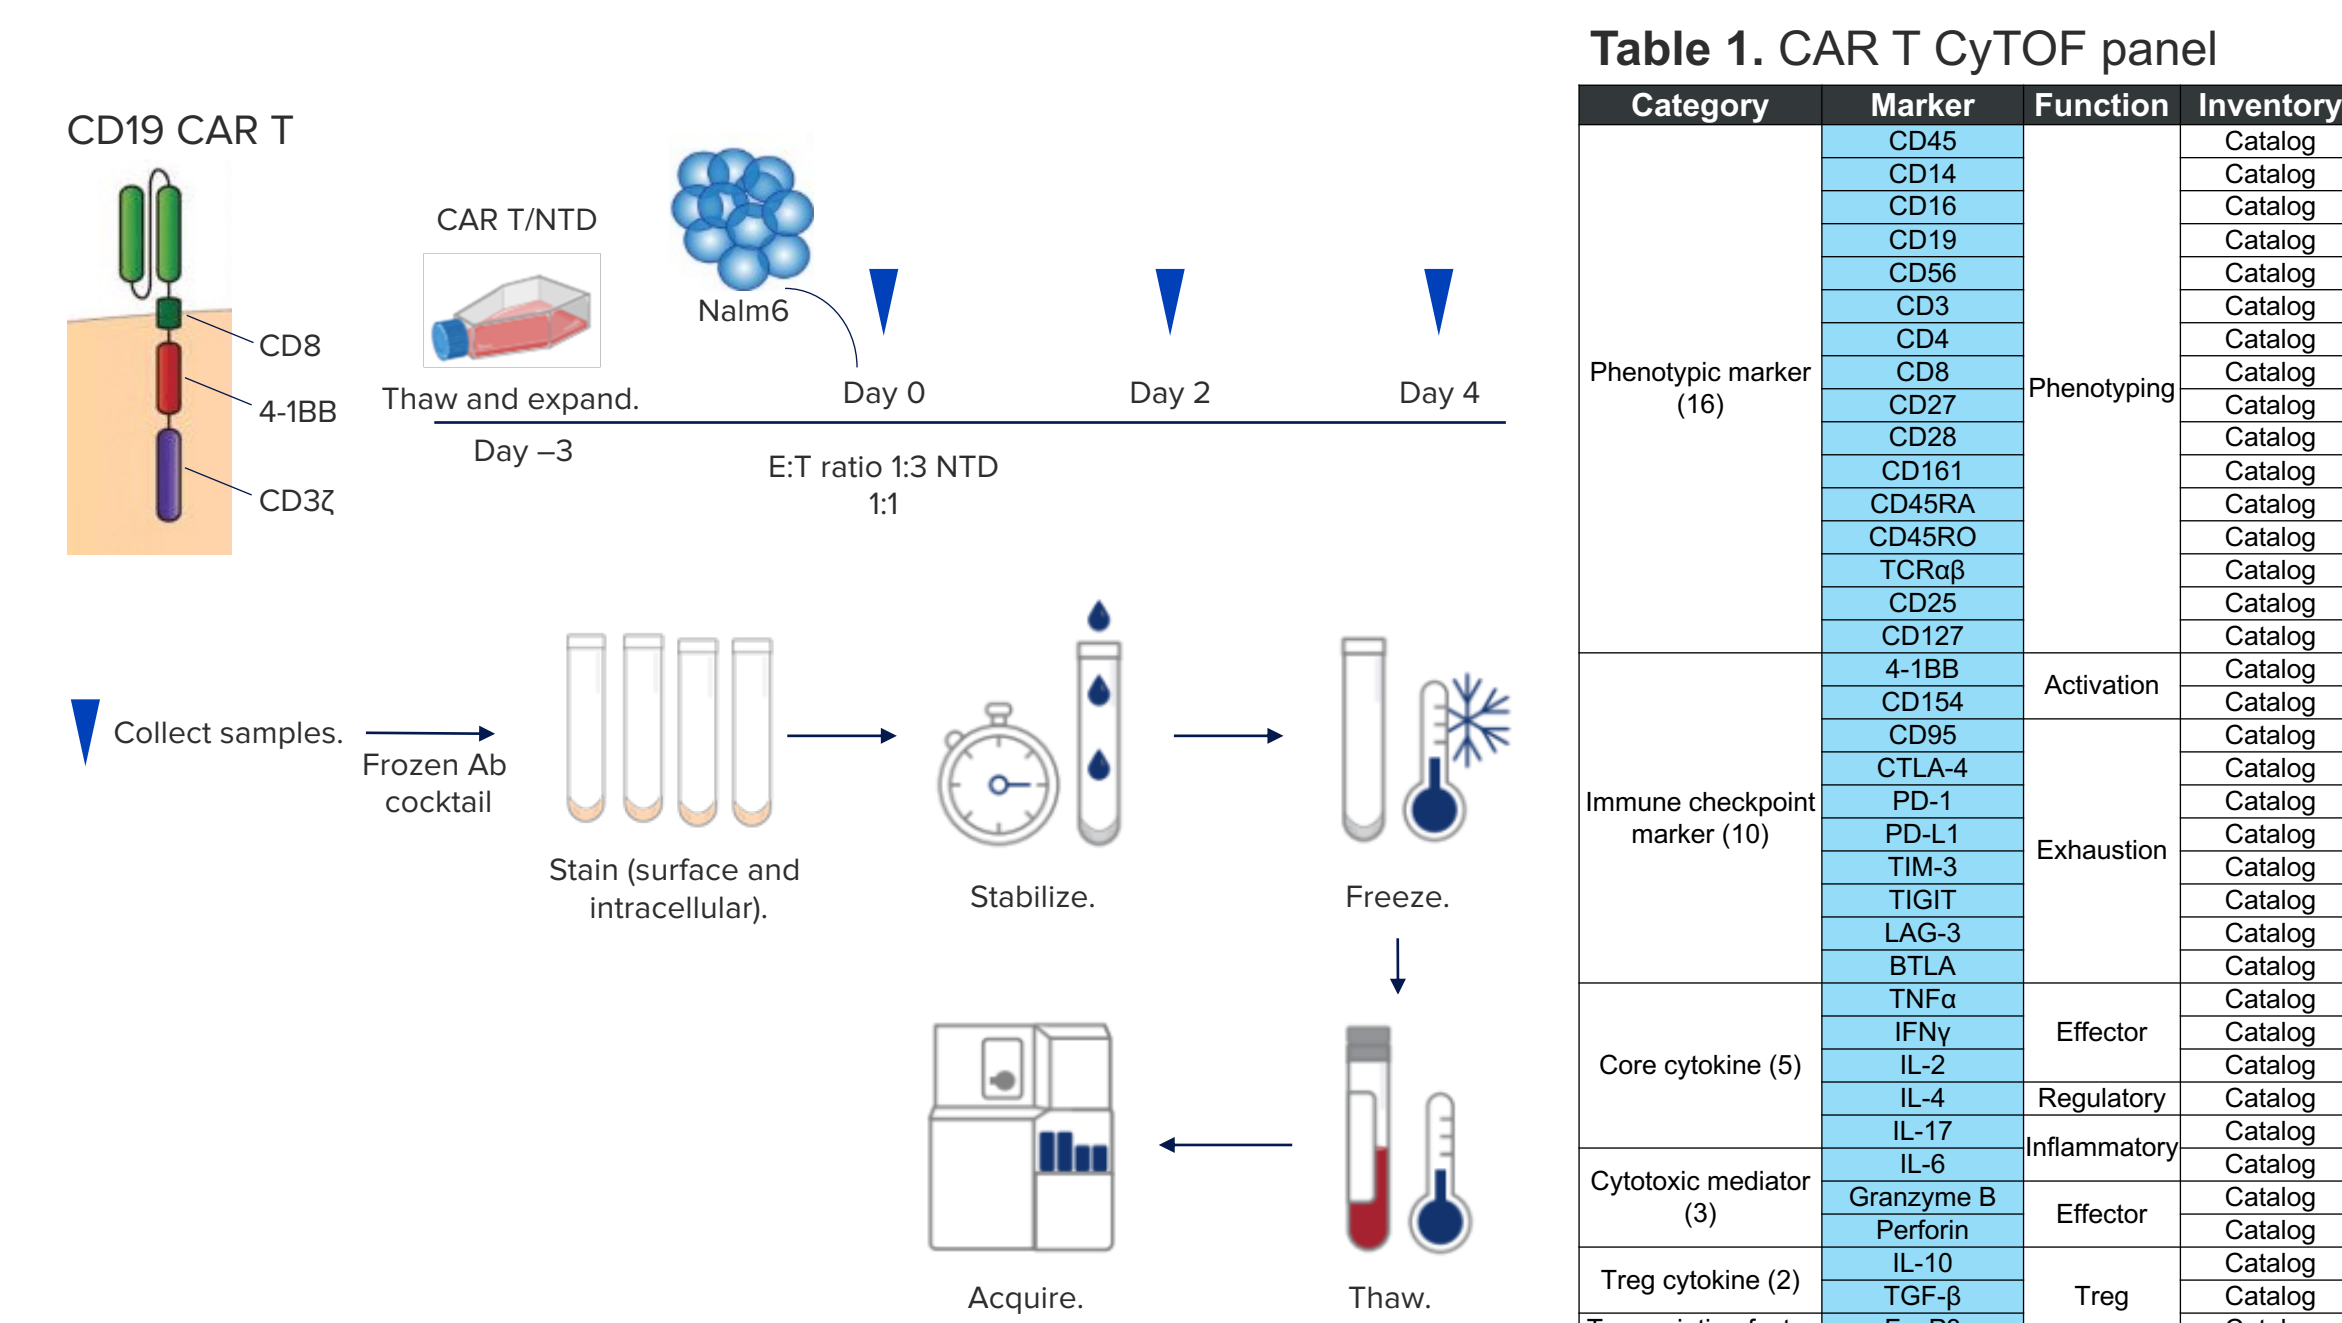 CD19 CAR T
CD8
4-1BB
CD3ζ
CAR T/NTD
Thaw and expand.
Day –3
Nalm6
Day 0
Day 2
Day 4
E:T ratio 1:3 NTD
1:1
Collect samples.
Frozen Ab
cocktail
Stain (surface and
intracellular).
Stabilize.
Freeze.
Thaw.
Acquire.
Table 1. CAR T CyTOF panel
Category Marker Function Inventory
Phenotypic marker
(16)
CD45 Catalog
CD14 Catalog
CD16 Catalog
CD19 Catalog
CD56 Catalog
CD3 Catalog
CD4 Catalog
CD8 Catalog
Phenotyping
CD27 Catalog
CD28 Catalog
CD161 Catalog
CD45RA Catalog
CD45RO Catalog
TCRαβ Catalog
CD25 Catalog
CD127 Catalog
Immune checkpoint
marker (10)
4-1BB Activation Catalog
CD154 Catalog
CD95 Exhaustion Catalog
CTLA-4 Catalog
PD-1 Catalog
PD-L1 Catalog
TIM-3 Catalog
TIGIT Catalog
LAG-3 Catalog
BTLA Catalog
Core cytokine (5)
TNFα Effector Catalog
IFNγ Catalog
IL-2 Catalog
IL-4 Regulatory Catalog
IL-17 Inflammatory Catalog
Cytotoxic mediator
(3)
IL-6 Catalog
Granzyme B Effector Catalog
Perforin Catalog
Treg cytokine (2)
IL-10 Treg Catalog
TGF-β Catalog